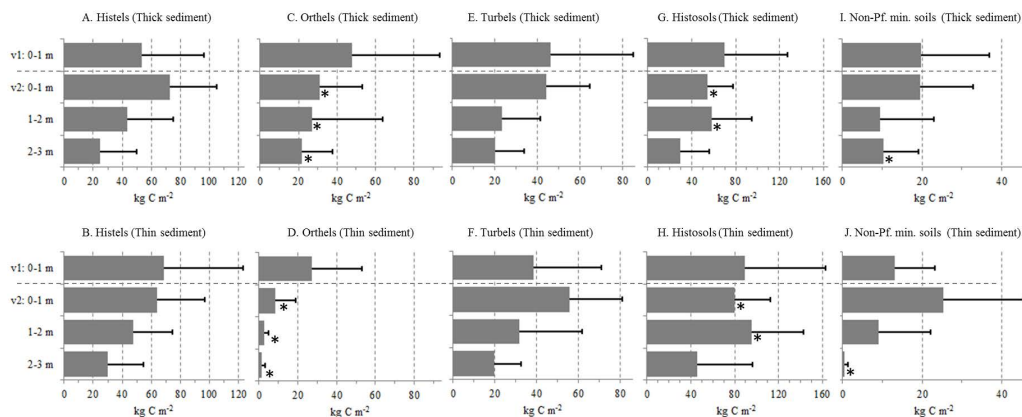 A. Histels (Thick sediment)
C. Orthels (Thick sediment)
E. Turbels (Thick sediment)
G. Histosols (Thick sediment)
I. Non-Pf. min. soils (Thick sediment)
v1: 0-1 m
v2: 0-1 m
*
*
1-2 m
*
*
2-3 m
*
*
0 20 40 60 80 100 120
0 20 40 60 80
0 20 40 60 80
0 40 80 120 160
0 10 20 30 40
kg C m-2
kg C m-2
kg C m-2
kg C m-2
kg C m-2
B. Histels (Thin sediment)
D. Orthels (Thin sediment)
F. Turbels (Thin sediment)
H. Histosols (Thin sediment)
J. Non-Pf. min. soils (Thin sediment)
v1: 0-1 m
v2: 0-1 m
*
*
1-2 m
*
*
2-3 m
*
*
0 20 40 60 80 100 120
0 20 40 60 80
0 20 40 60 80
0 40 80 120 160
0 10 20 30 40
kg C m-2
kg C m-2
kg C m-2
kg C m-2
kg C m-2